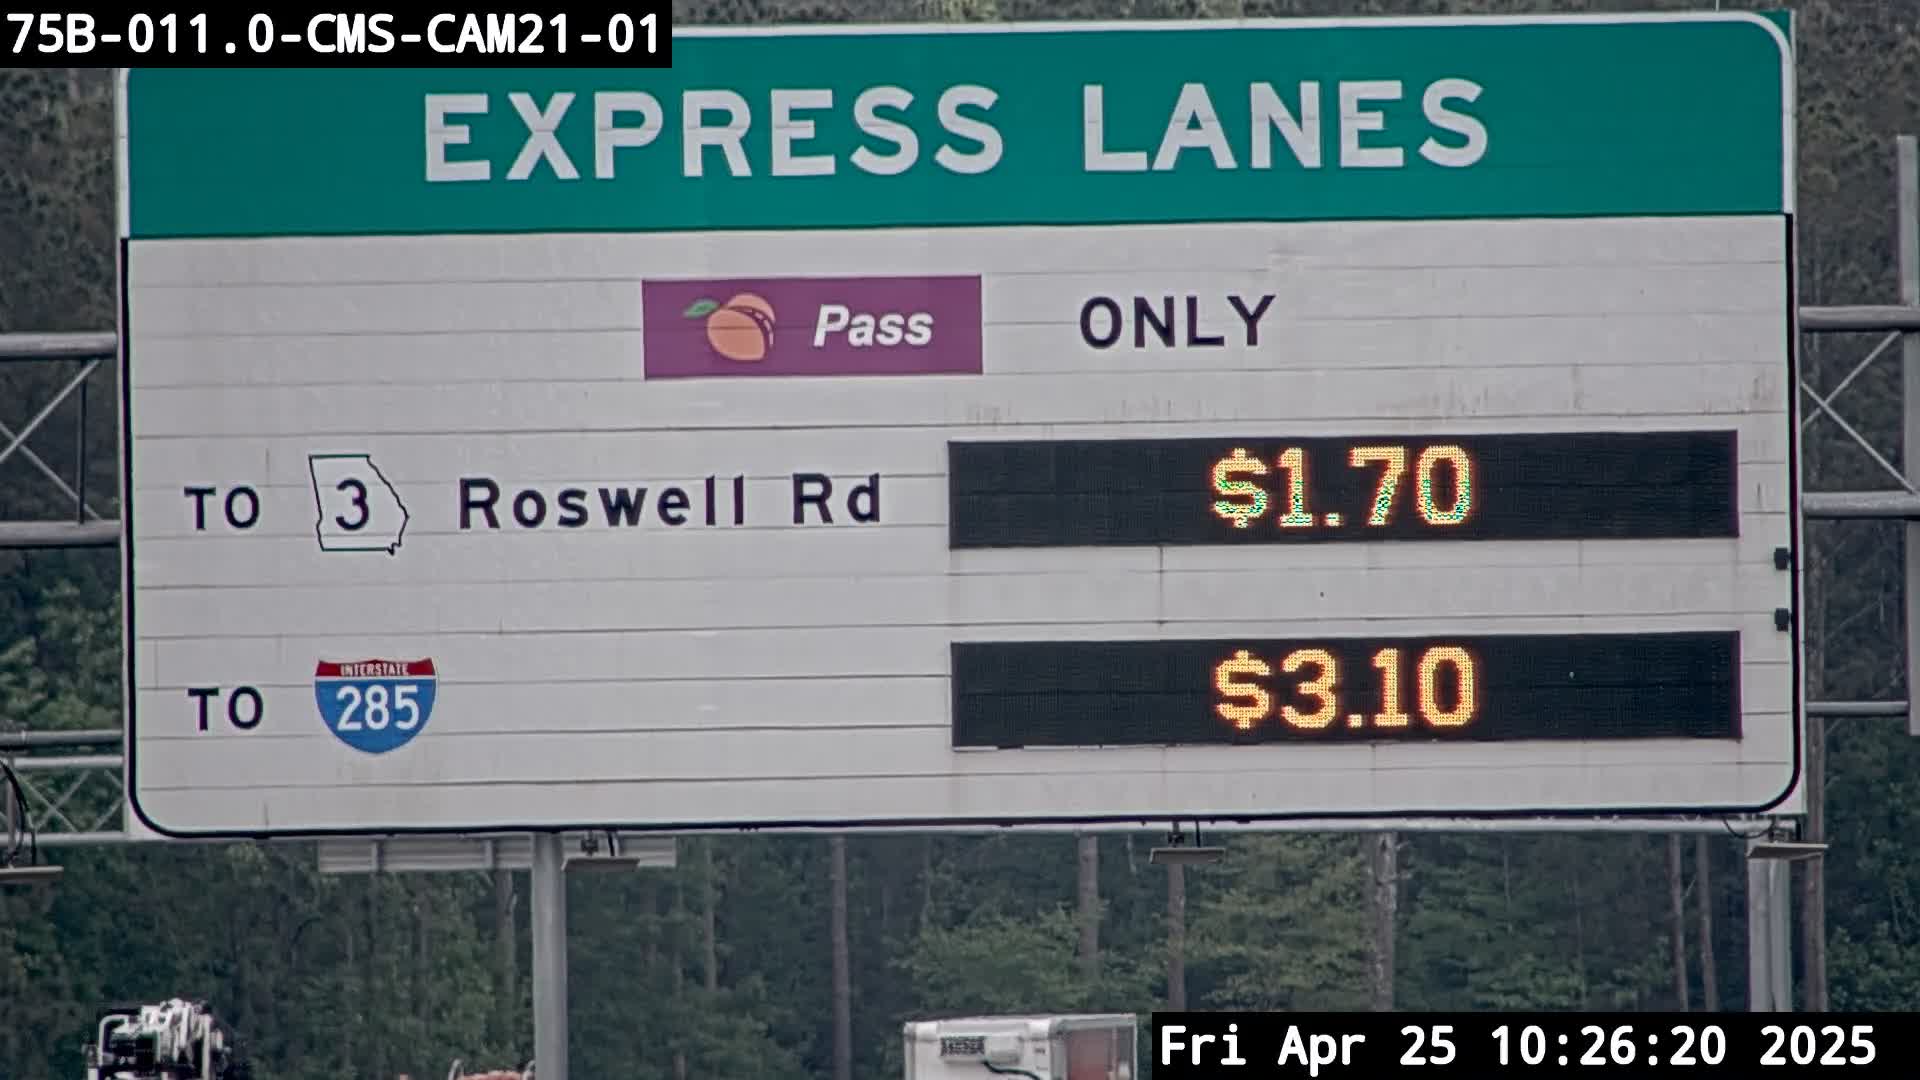 75B-011.0-CMS-CAM21-01
EXPRESS LANES
Pass ONLY
TO 3 Roswell Rd $1.70
INTERSTATE
TO 285 $3.10
Fri Apr 25 10:26:20 2025